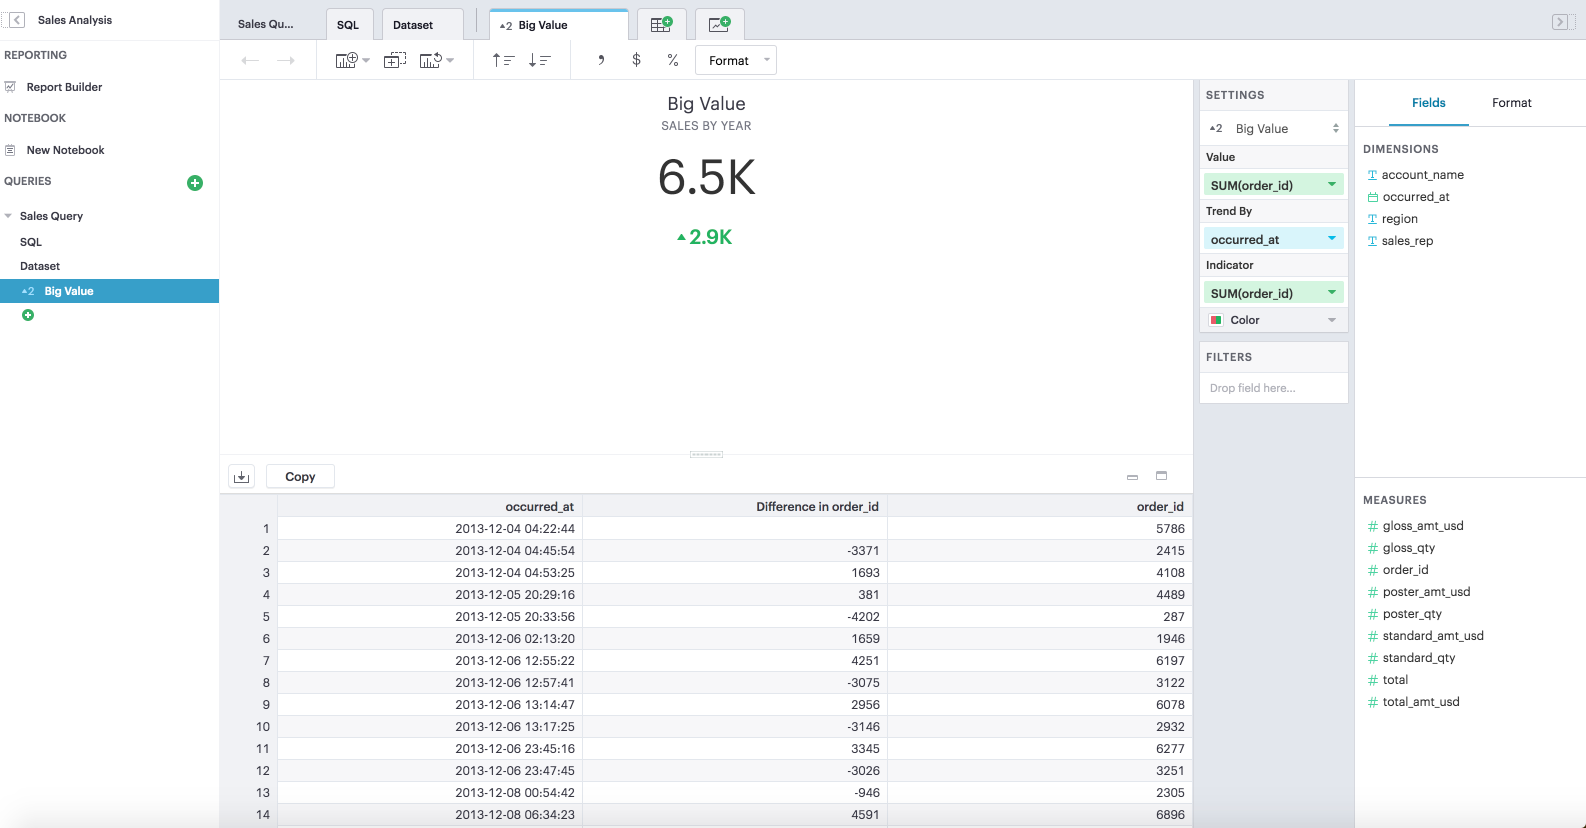 Sales Analysis
REPORTING
Report Builder
NOTEBOOK
New Notebook
QUERIES
Sales Query
SQL
Dataset
2 Big Value
Sales Qu...
SQL
Dataset
2 Big Value
, $ % Format
Big Value
SALES BY YEAR
6.5K
2.9K
SETTINGS
2 Big Value
Value
SUM(order_id)
Trend By
occurred_at
Indicator
SUM(order_id)
Color
FILTERS
Drop field here...
Fields Format
DIMENSIONS
T account_name
occurred_at
T region
T sales_rep
MEASURES
# gloss_amt_usd
# gloss_qty
# order_id
# poster_amt_usd
# poster_qty
# standard_amt_usd
# standard_qty
# total
# total_amt_usd
Copy
occurred_at Difference in order_id order_id
1 2013-12-04 04:22:44 5786
2 2013-12-04 04:45:54 -3371 2415
3 2013-12-04 04:53:25 1693 4108
4 2013-12-05 20:29:16 381 4489
5 2013-12-05 20:33:56 -4202 287
6 2013-12-06 02:13:20 1659 1946
7 2013-12-06 12:55:22 4251 6197
8 2013-12-06 12:57:41 -3075 3122
9 2013-12-06 13:14:47 2956 6078
10 2013-12-06 13:17:25 -3146 2932
11 2013-12-06 23:45:16 3345 6277
12 2013-12-06 23:47:45 -3026 3251
13 2013-12-08 00:54:42 -946 2305
14 2013-12-08 06:34:23 4591 6896